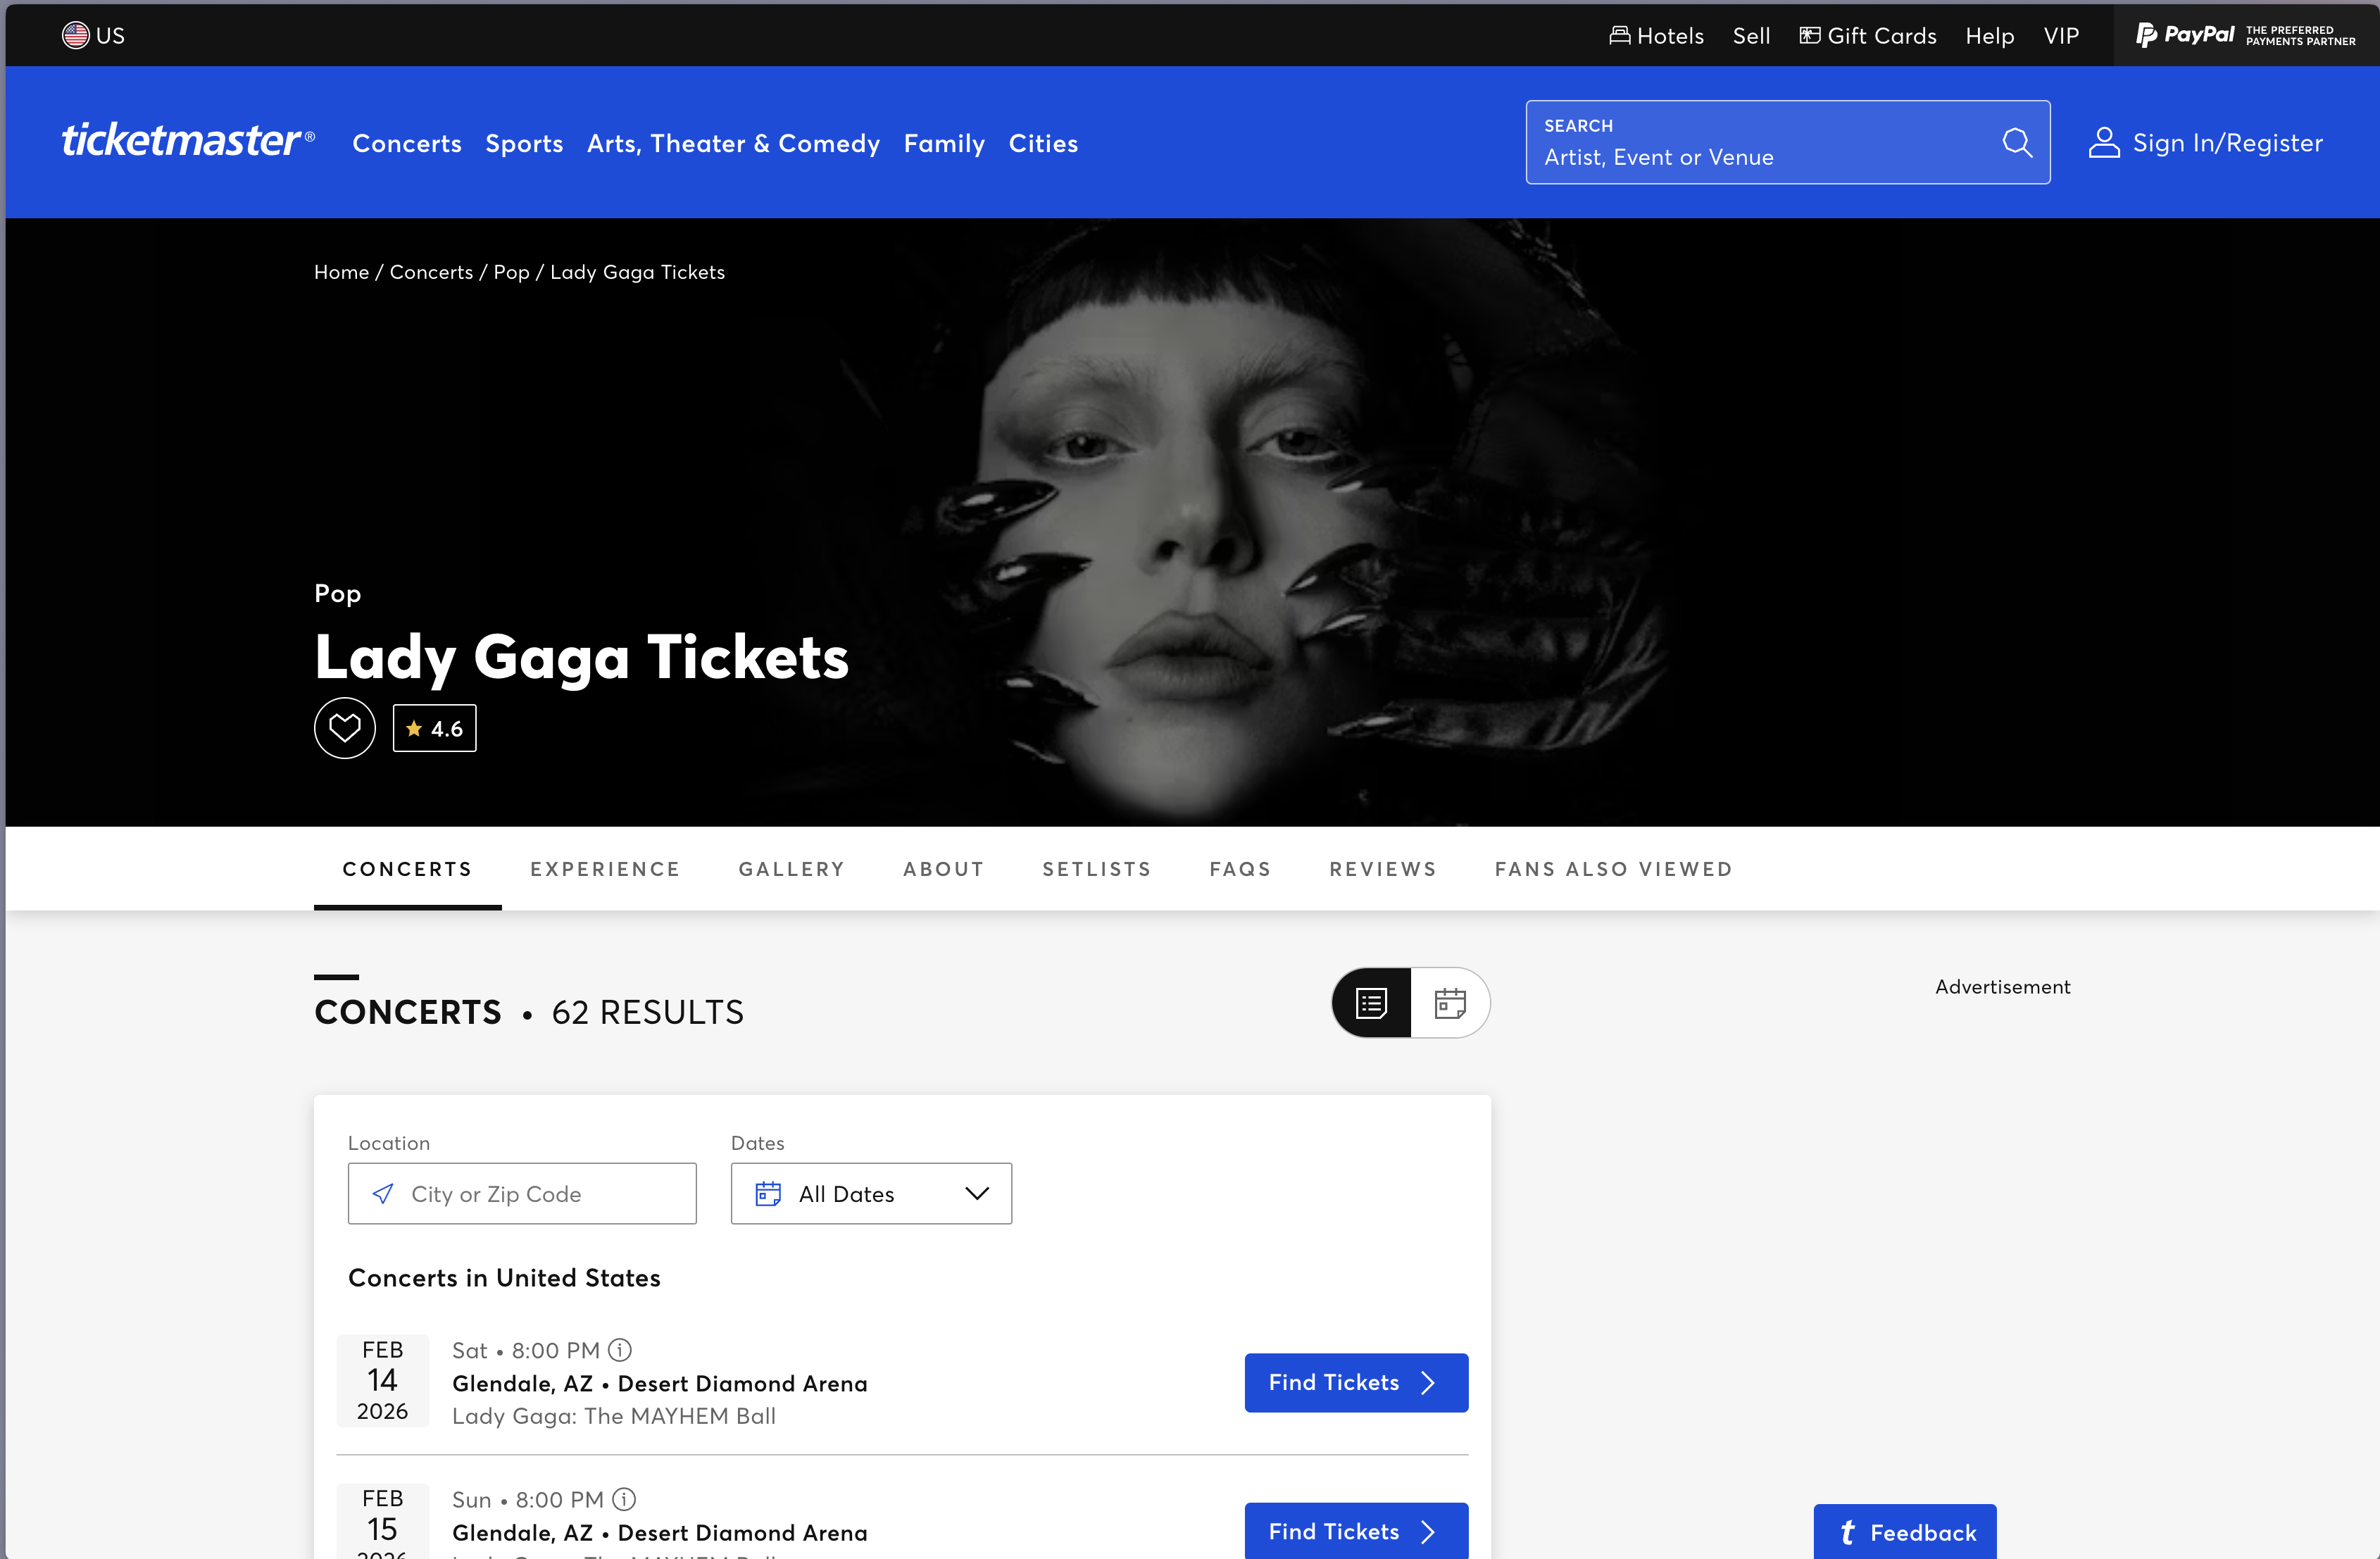 US
Hotels Sell Gift Cards Help VIP
PayPal THE PREFERRED
PAYMENTS PARTNER
ticketmaster®
Concerts Sports Arts, Theater & Comedy Family Cities
SEARCH
Artist, Event or Venue
Sign In/Register
Home / Concerts / Pop / Lady Gaga Tickets
Pop
Lady Gaga Tickets
4.6
CONCERTS EXPERIENCE GALLERY ABOUT SETLISTS FAQS REVIEWS FANS ALSO VIEWED
CONCERTS • 62 RESULTS
Advertisement
Location
City or Zip Code
Dates
All Dates
Concerts in United States
FEB
14
2026
Sat • 8:00 PM
Glendale, AZ • Desert Diamond Arena
Lady Gaga: The MAYHEM Ball
Find Tickets
FEB
15
2026
Sun • 8:00 PM
Glendale, AZ • Desert Diamond Arena
Find Tickets
t Feedback